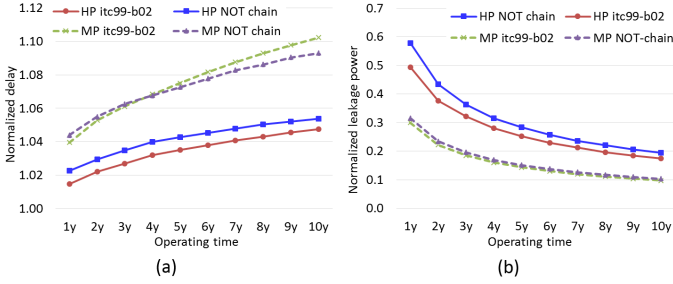 HP itc99-b02 HP NOT chain
MP itc99-b02 MP NOT chain
Normalized delay
1.12
1.10
1.08
1.06
1.04
1.02
1.00
1y 2y 3y 4y 5y 6y 7y 8y 9y 10y
Operating time
(a)
HP NOT chain HP itc99-b02
MP itc99-b02 MP NOT-chain
Normalized leakage power
0.7
0.6
0.5
0.4
0.3
0.2
0.1
0.0
1y 2y 3y 4y 5y 6y 7y 8y 9y 10y
Operating time
(b)